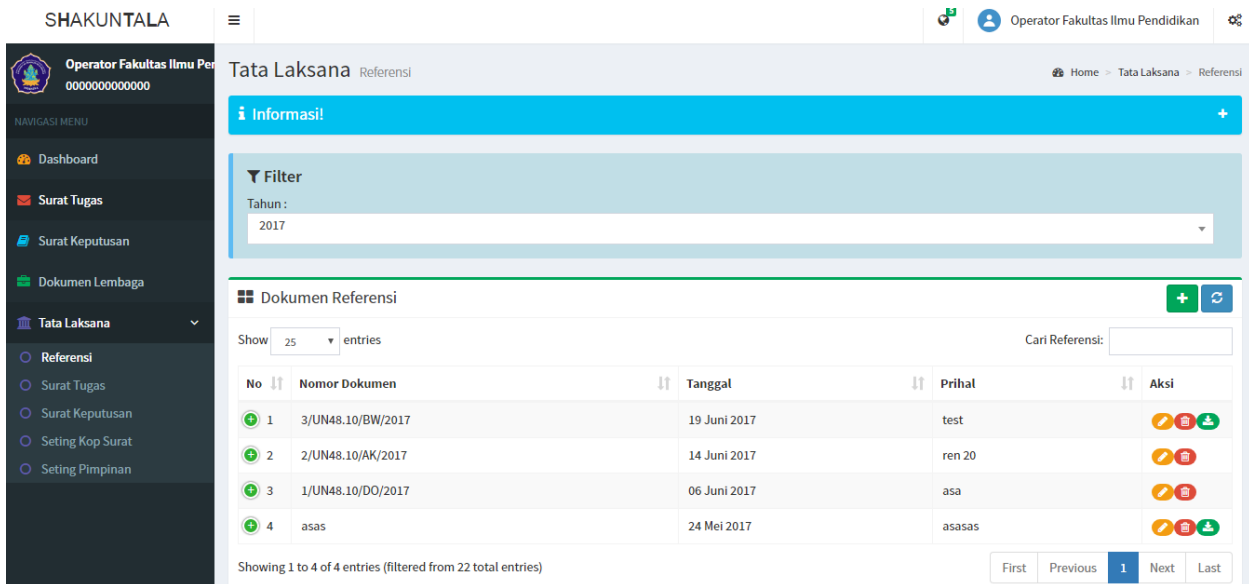 SHAKUNTALA
5
Operator Fakultas Ilmu Pendidikan
Operator Fakultas Ilmu Per
0000000000000
NAVIGASI MENU
Dashboard
Surat Tugas
Surat Keputusan
Dokumen Lembaga
Tata Laksana
Referensi
Surat Tugas
Surat Keputusan
Seting Kop Surat
Seting Pimpinan
Tata Laksana Referensi
Home > Tata Laksana > Referensi
Informasi!
Filter
Tahun :
2017
Dokumen Referensi
Show 25 entries
Cari Referensi:
No Nomor Dokumen Tanggal Prihal Aksi
1 3/UN48.10/BW/2017 19 Juni 2017 test
2 2/UN48.10/AK/2017 14 Juni 2017 ren 20
3 1/UN48.10/DO/2017 06 Juni 2017 asa
4 asas 24 Mei 2017 asasas
Showing 1 to 4 of 4 entries (filtered from 22 total entries)
First Previous 1 Next Last